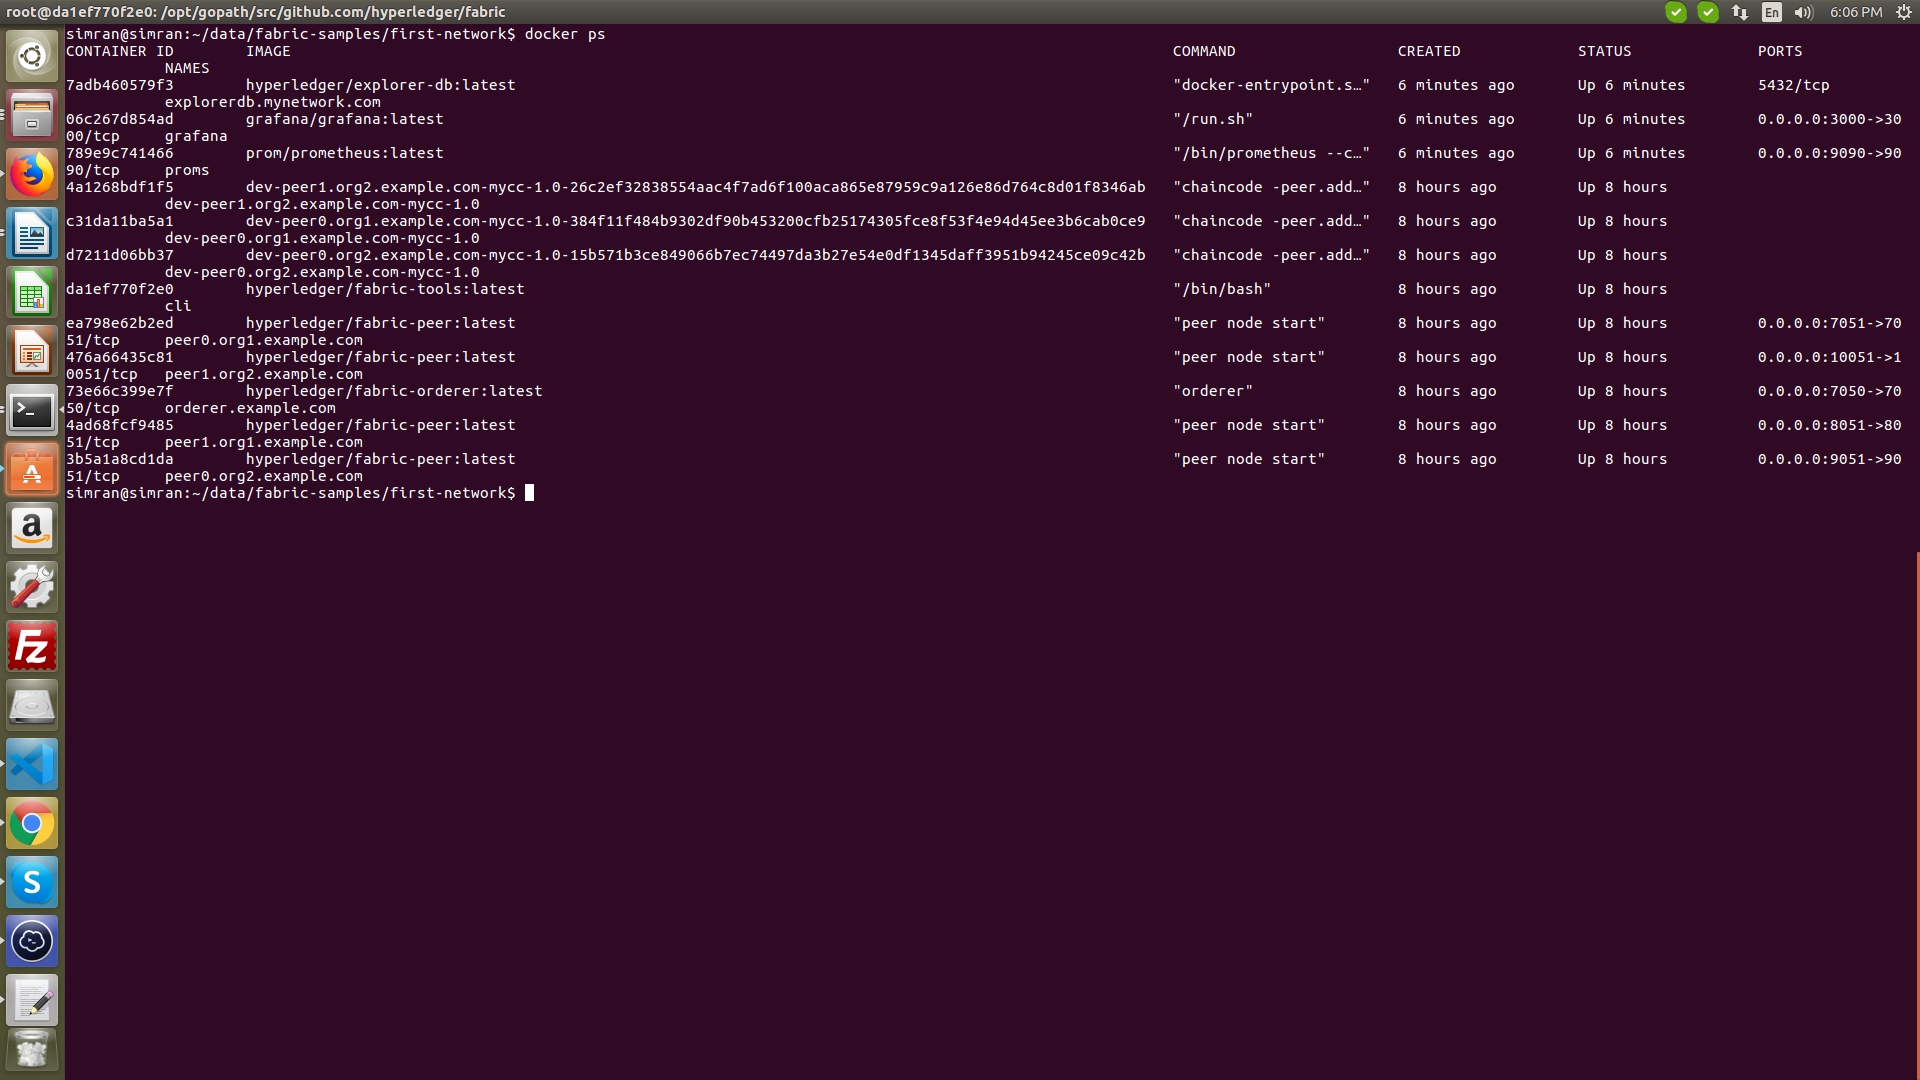 root@da1ef770f2e0: /opt/gopath/src/github.com/hyperledger/fabric En 6:06 PM
simran@simran:~/data/fabric-samples/first-network$ docker ps
CONTAINER ID IMAGE COMMAND CREATED STATUS PORTS
NAMES
7adb460579f3 hyperledger/explorer-db:latest "docker-entrypoint.s…" 6 minutes ago Up 6 minutes 5432/tcp
explorerdb.mynetwork.com
06c267d854ad grafana/grafana:latest "/run.sh" 6 minutes ago Up 6 minutes 0.0.0.0:3000->30
00/tcp grafana
789e9c741466 prom/prometheus:latest "/bin/prometheus --c…" 6 minutes ago Up 6 minutes 0.0.0.0:9090->90
90/tcp proms
4a1268bdf1f5 dev-peer1.org2.example.com-mycc-1.0-26c2ef32838554aac4f7ad6f100aca865e87959c9a126e86d764c8d01f8346ab "chaincode -peer.add…" 8 hours ago Up 8 hours
dev-peer1.org2.example.com-mycc-1.0
c31da11ba5a1 dev-peer0.org1.example.com-mycc-1.0-384f11f484b9302df90b453200cfb25174305fce8f53f4e94d45ee3b6cab0ce9 "chaincode -peer.add…" 8 hours ago Up 8 hours
dev-peer0.org1.example.com-mycc-1.0
d7211d06bb37 dev-peer0.org2.example.com-mycc-1.0-15b571b3ce849066b7ec74497da3b27e54e0df1345daff3951b94245ce09c42b "chaincode -peer.add…" 8 hours ago Up 8 hours
dev-peer0.org2.example.com-mycc-1.0
da1ef770f2e0 hyperledger/fabric-tools:latest "/bin/bash" 8 hours ago Up 8 hours
cli
ea798e62b2ed hyperledger/fabric-peer:latest "peer node start" 8 hours ago Up 8 hours 0.0.0.0:7051->70
51/tcp peer0.org1.example.com
476a66435c81 hyperledger/fabric-peer:latest "peer node start" 8 hours ago Up 8 hours 0.0.0.0:10051->1
0051/tcp peer1.org2.example.com
73e66c399e7f hyperledger/fabric-orderer:latest "orderer" 8 hours ago Up 8 hours 0.0.0.0:7050->70
50/tcp orderer.example.com
4ad68fcf9485 hyperledger/fabric-peer:latest "peer node start" 8 hours ago Up 8 hours 0.0.0.0:8051->80
51/tcp peer1.org1.example.com
3b5a1a8cd1da hyperledger/fabric-peer:latest "peer node start" 8 hours ago Up 8 hours 0.0.0.0:9051->90
51/tcp peer0.org2.example.com
simran@simran:~/data/fabric-samples/first-network$